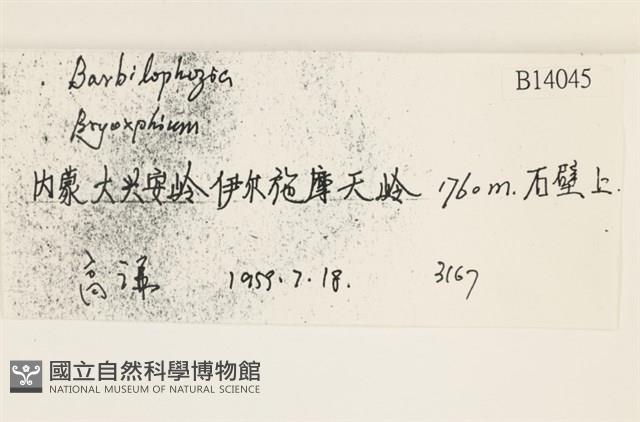 Barbilophozia
B14045
Bryoxphium
内蒙大兴安岭伊尔施摩天岭 1760m. 石壁上.
高谦 1959.7.18. 3167
國立自然科學博物館
NATIONAL MUSEUM OF NATURAL SCIENCE